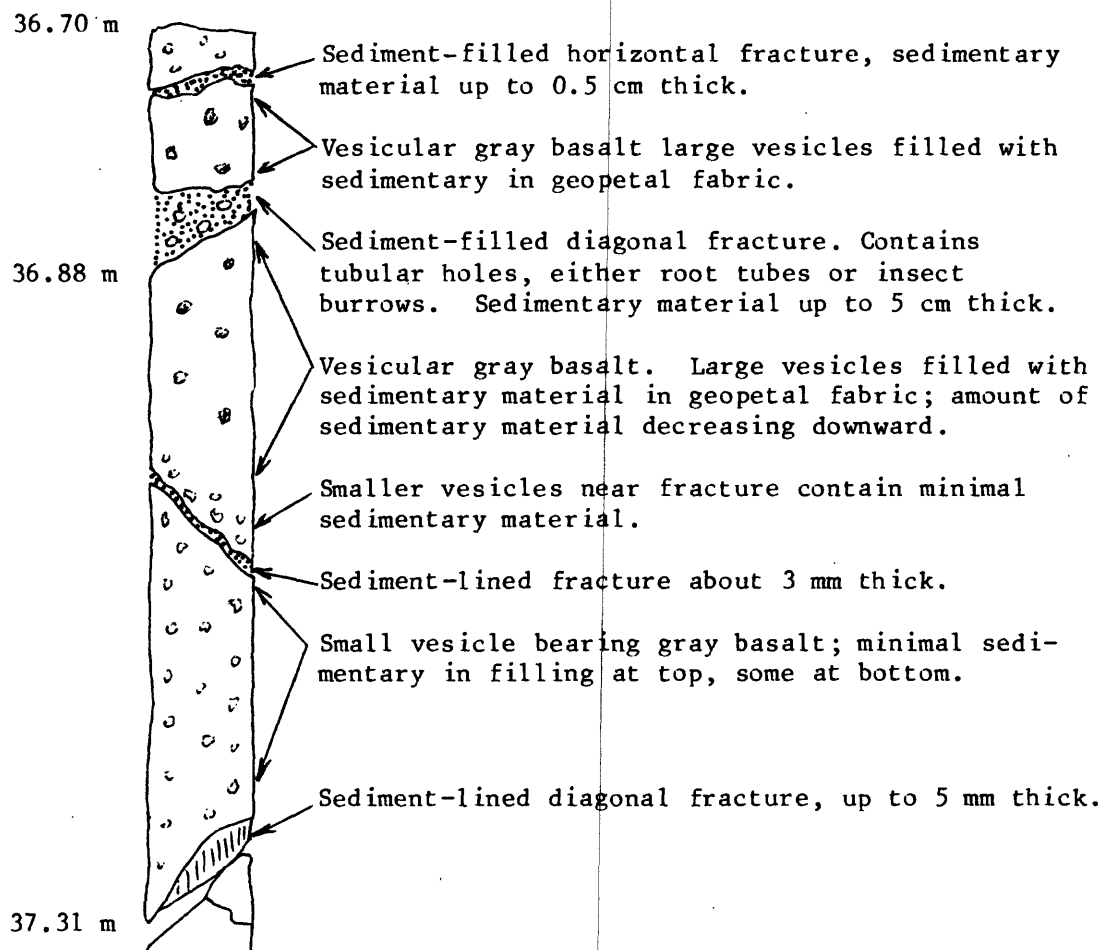 36.70 m
Sediment-filled horizontal fracture, sedimentary
material up to 0.5 cm thick.
Vesicular gray basalt large vesicles filled with
sedimentary in geopetal fabric.
Sediment-filled diagonal fracture. Contains
tubular holes, either root tubes or insect
burrows. Sedimentary material up to 5 cm thick.
36.88 m
Vesicular gray basalt. Large vesicles filled with
sedimentary material in geopetal fabric; amount of
sedimentary material decreasing downward.
Smaller vesicles near fracture contain minimal
sedimentary material.
Sediment-lined fracture about 3 mm thick.
Small vesicle bearing gray basalt; minimal sedi-
mentary in filling at top, some at bottom.
Sediment-lined diagonal fracture, up to 5 mm thick.
37.31 m